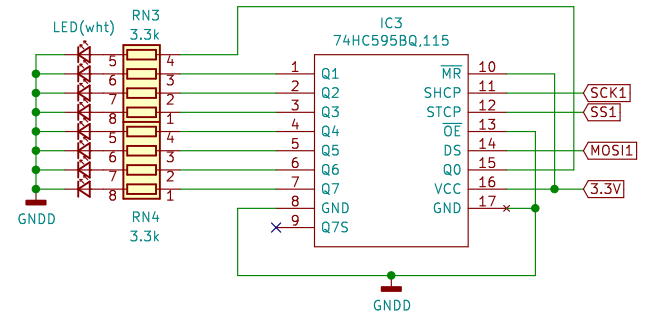 LED(wht)
RN3
3.3k
IC3
74HC595BQ,115
5 4
6 3
7 2
8 1
5 4
6 3
7 2
8 1
GNDD
RN4
3.3k
1 Q1
2 Q2
3 Q3
4 Q4
5 Q5
6 Q6
7 Q7
8 GND
9 Q7S
MR 10
SHCP 11
STCP 12
OE 13
DS 14
Q0 15
VCC 16
GND 17
SCK1
SS1
MOSI1
3.3V
GNDD